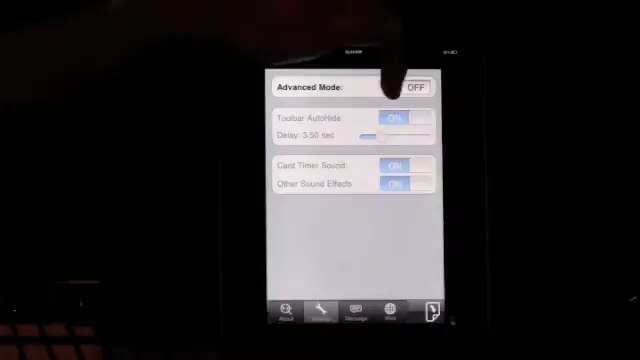 Advanced Mode: OFF
Toolbar AutoHide ON
Delay: 3.50 sec
Card Timer Sound: ON
Other Sound Effects ON
About Settings Message